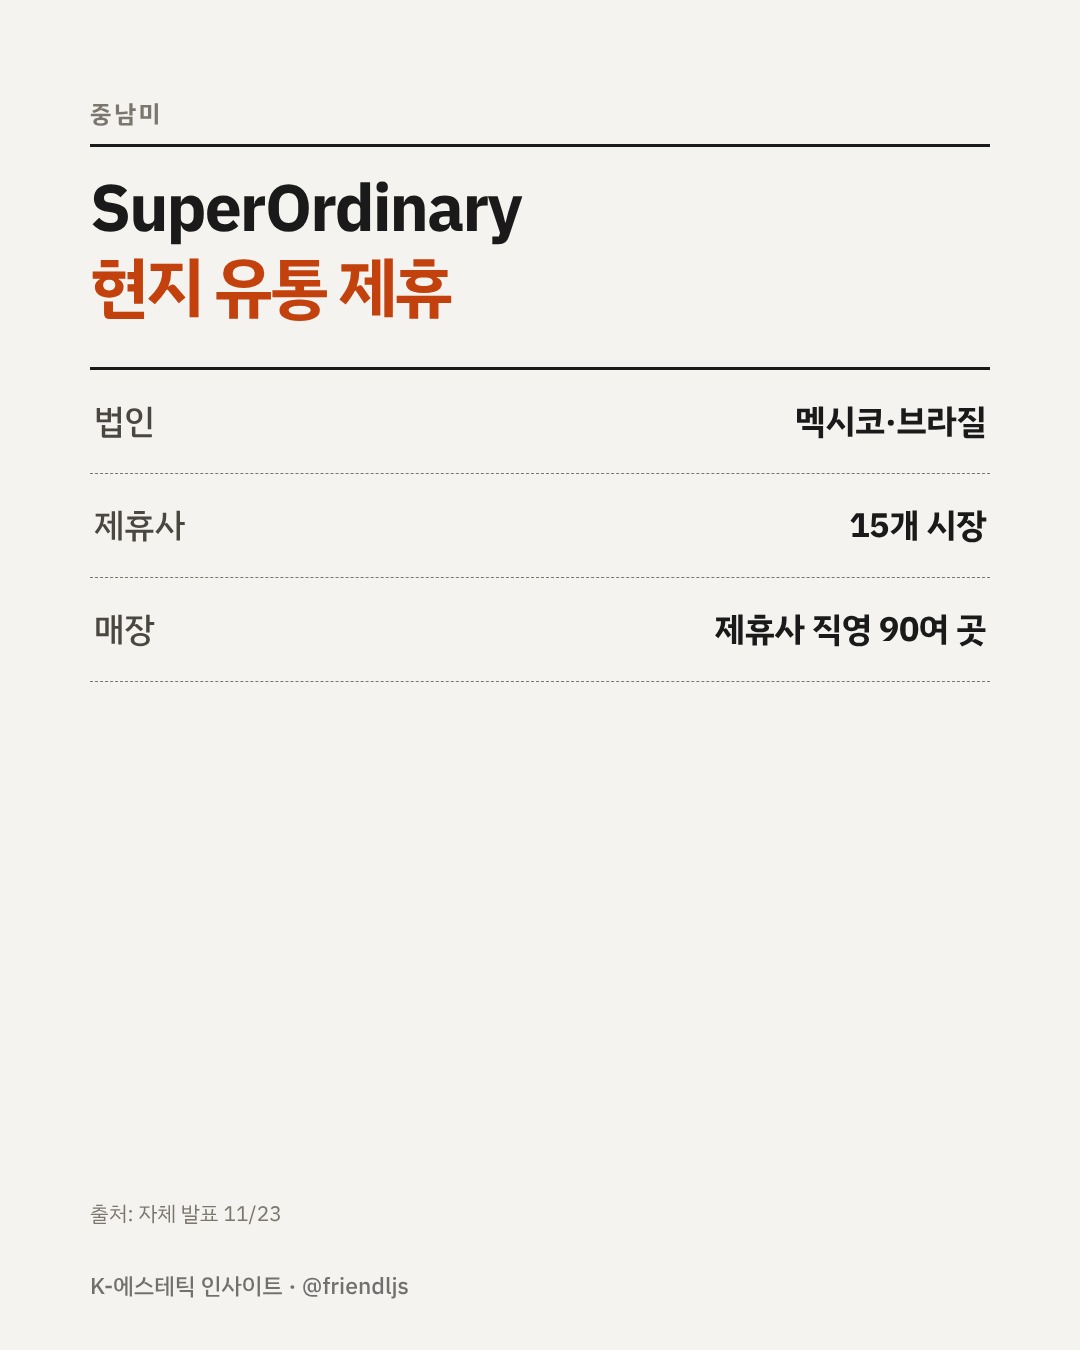 중남미
SuperOrdinary
현지 유통 제휴
법인 멕시코·브라질
제휴사 15개 시장
매장 제휴사 직영 90여 곳
출처: 자체 발표 11/23
K-에스테틱 인사이트 · @friendljs